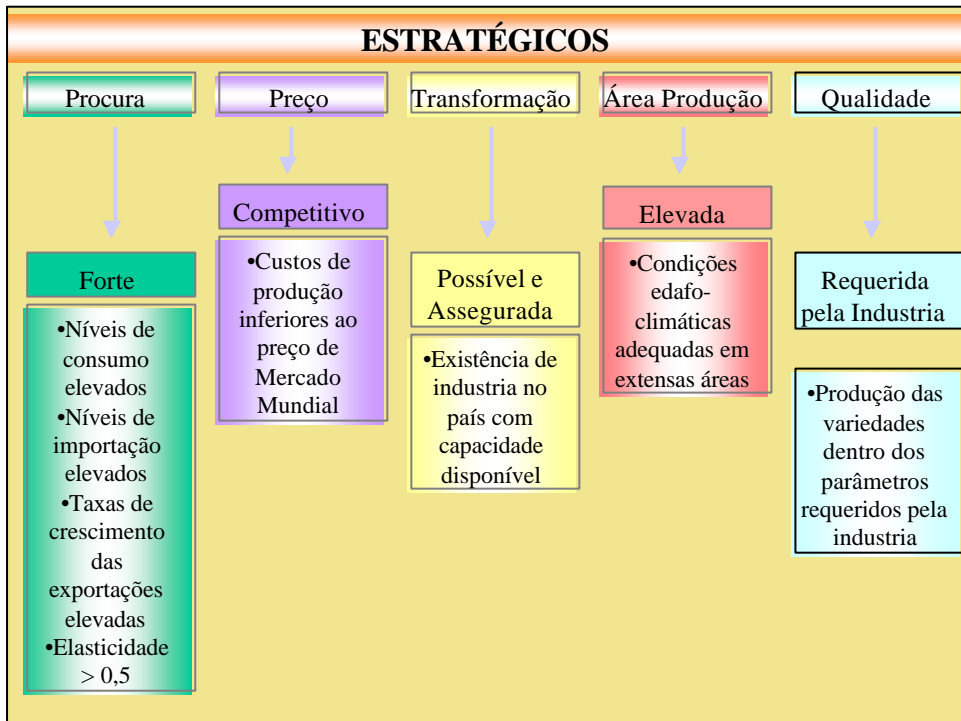 ESTRATÉGICOS
Procura
Preço
Transformação
Área Produção
Qualidade
Forte
•Níveis de
consumo
elevados
•Níveis de
importação
elevados
•Taxas de
crescimento
das
exportações
elevadas
•Elasticidade
> 0,5
Competitivo
•Custos de
produção
inferiores ao
preço de
Mercado
Mundial
Possível e
Assegurada
•Existência de
industria no
país com
capacidade
disponível
Elevada
•Condições
edafo-
climáticas
adequadas em
extensas áreas
Requerida
pela Industria
•Produção das
variedades
dentro dos
parâmetros
requeridos pela
industria